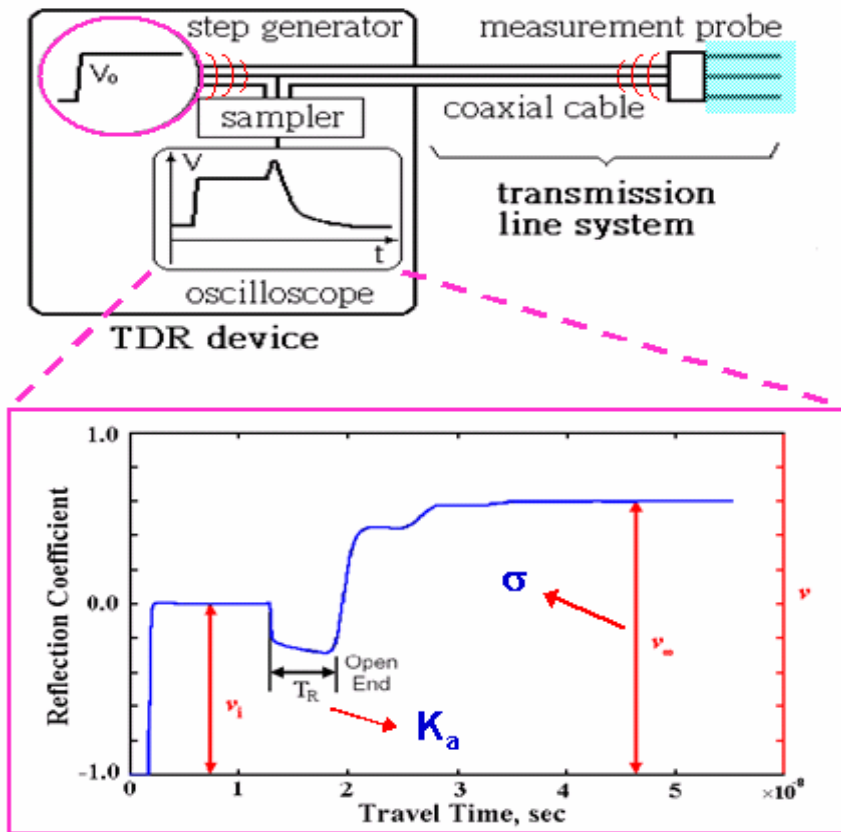 step generator
measurement probe
V₀
sampler
coaxial cable
V
t
transmission
line system
oscilloscope
TDR device
1.0
0.0
-1.0
Reflection Coefficient
v
σ
v∞
vᵢ
Open
End
T_R
K_a
0
1
2
3
4
5
×10⁻⁸
Travel Time, sec